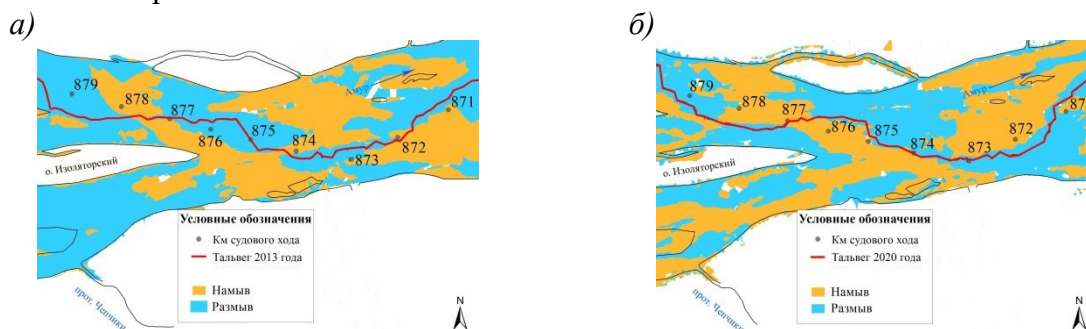 а)
879
878
877
876
875
874
873
872
871
Амур
о. Изоляторский
Условные обозначения
Км судового хода
Тальвег 2013 года
Намыв
Размыв
прот. Чепчики
N
б)
879
878
877
876
875
874
873
872
87
Амур
о. Изоляторский
Условные обозначения
Км судового хода
Тальвег 2020 года
Намыв
Размыв
прот. Чепчики
N